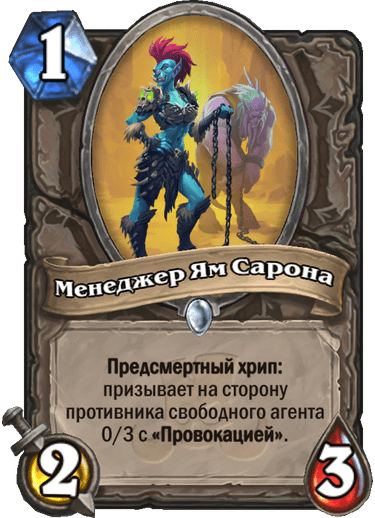 1
Менеджер Ям Сарона
Предсмертный хрип:
призывает на сторону
противника свободного агента
0/3 с «Провокацией».
2
3